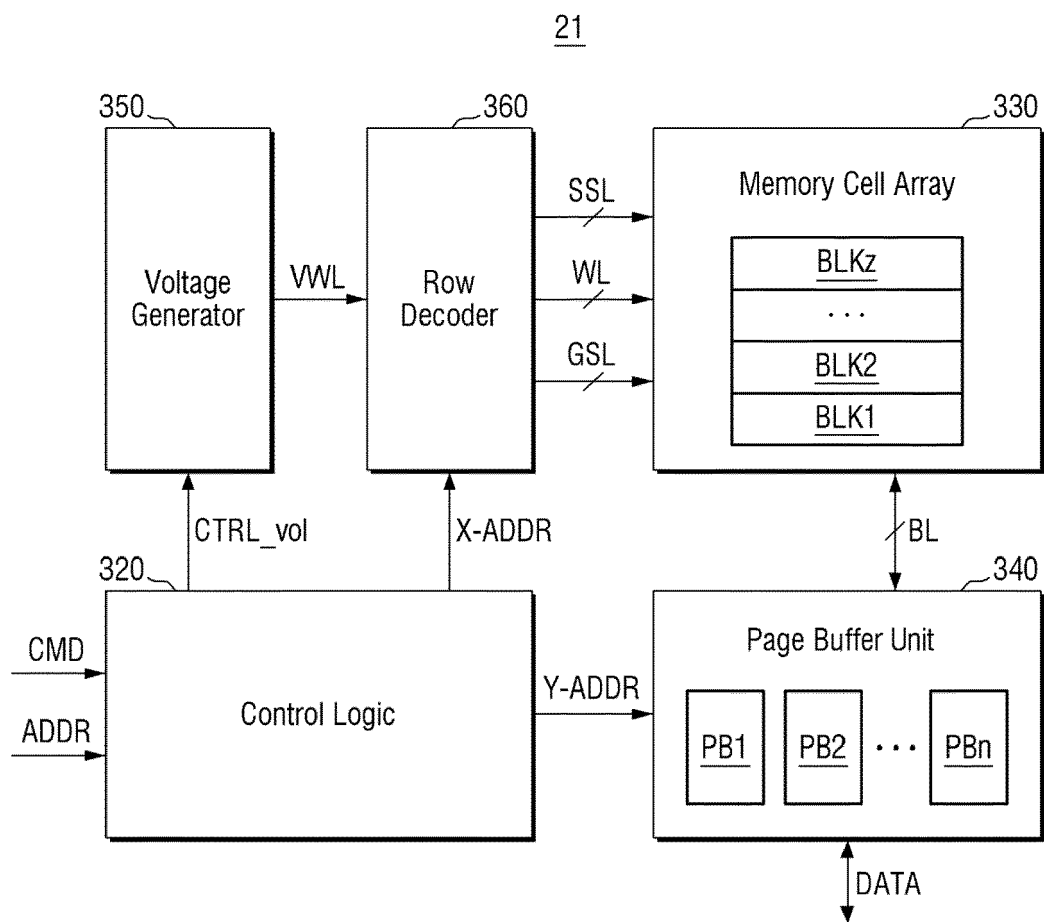 21
350
360
330
Voltage
Generator
VWL
Row
Decoder
SSL
WL
GSL
Memory Cell Array
BLKz
...
BLK2
BLK1
CTRL_vol
X-ADDR
BL
320
340
CMD
ADDR
Control Logic
Y-ADDR
Page Buffer Unit
PB1 PB2 ... PBn
DATA